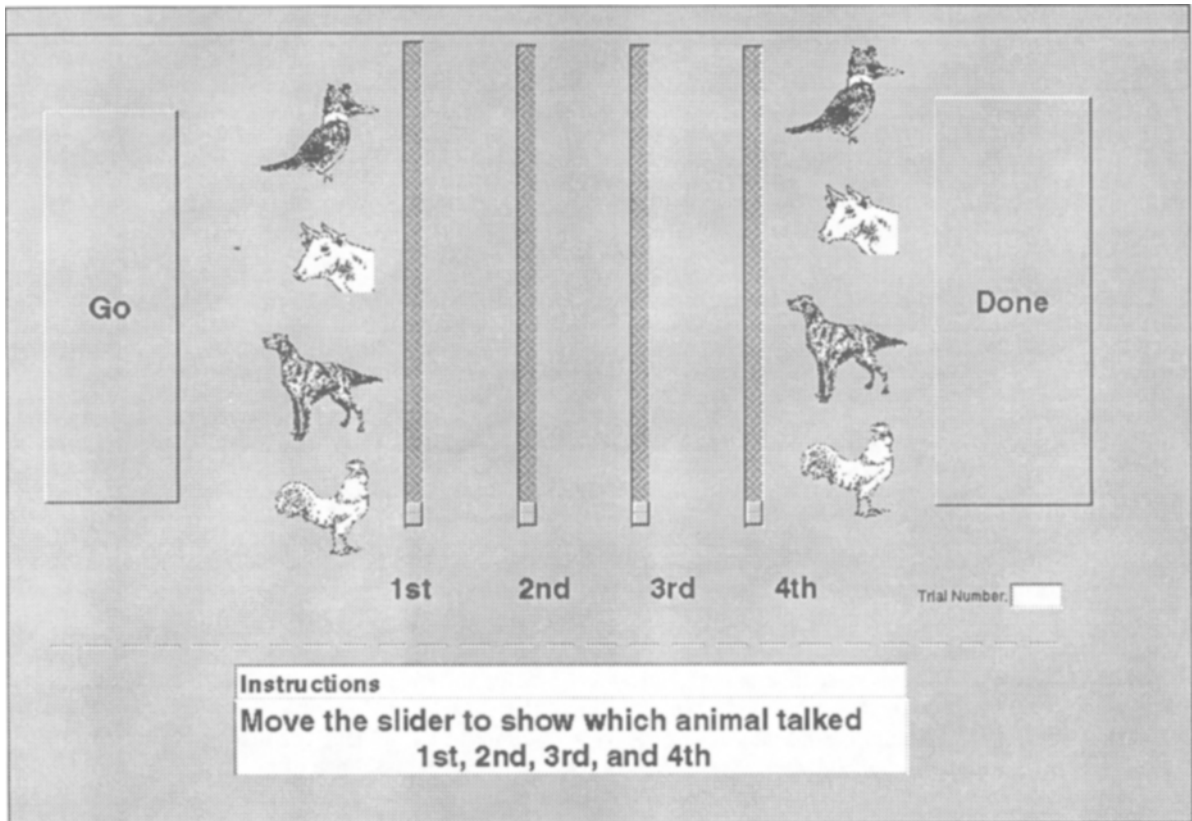 Go
Done
1st 2nd 3rd 4th
Trial Number.
Instructions
Move the slider to show which animal talked
1st, 2nd, 3rd, and 4th